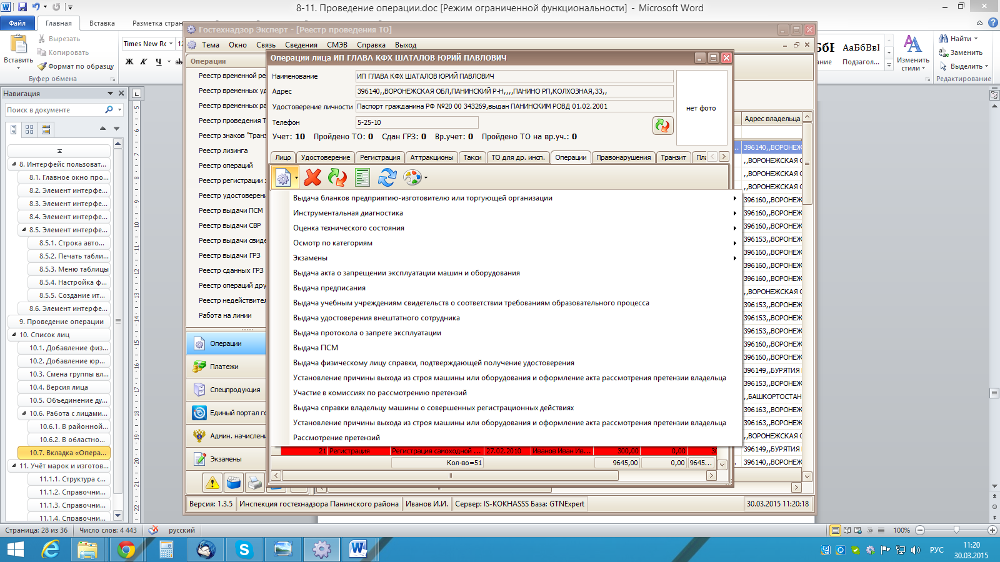 8-11. Проведение операции.doc [Режим ограниченной функциональности] - Microsoft Word
Файл
Главная
Вставка
Разметка стран
Вставить
Вырезать
Копировать
Формат по образцу
Буфер обмена
Times New Rc
12
Ж К Ч ab
АаБбВвІ
ание
Подзагол...
Изменить стили
Найти
Заменить
Выделить
Редактирование
Навигация
Поиск в документе
8. Интерфейс пользоват...
8.1. Главное окно про...
8.2. Элемент интерфе...
8.3. Элемент интерфе...
8.4. Элемент интерфе...
8.5. Элемент интерфе...
8.5.1. Строка авто...
8.5.2. Печать табли...
8.5.3. Меню таблицы
8.5.4. Настройка ф...
8.5.5. Создание ит...
8.6. Элемент интерфе...
9. Проведение операции
10. Список лиц
10.1. Добавление физ...
10.2. Добавление юр...
10.3. Смена группы вл...
10.4. Версия лица
10.5. Объединение ду...
10.6. Работа с лицами...
10.6.1. В районной...
10.6.2. В областно...
10.7. Вкладка «Опера...
11. Учёт марок и изготов...
11.1.1. Структура с...
11.1.2. Справочни...
11.1.3. Справочни...
11.1.4. Справочни...
Гостехнадзор Эксперт - [Реестр проведения ТО]
Тема Окно Связь Сведения СМЭВ Справка Выход
Операции
Реестр временной ре
Реестр временных уд
Реестр временных ра
Реестр проведения Т
Реестр знаков "Тран
Реестр лизинга
Реестр операций
Реестр регистрации
Реестр удостоверени
Реестр выдачи ПСМ
Реестр выдачи СВР
Реестр выдачи свиде
Реестр выдачи ГРЗ
Реестр сданных ГРЗ
Реестр операций дру
Реестр недействител
Работа на линии
Операции
Платежи
Спецпродукция
Единый портал го
Админ. начислени
Экзамены
Операции лица ИП ГЛАВА КФХ ШАТАЛОВ ЮРИЙ ПАВЛОВИЧ
Наименование ИП ГЛАВА КФХ ШАТАЛОВ ЮРИЙ ПАВЛОВИЧ
Адрес 396140,,ВОРОНЕЖСКАЯ ОБЛ,ПАНИНСКИЙ Р-Н,,,,ПАНИНО РП,КОЛХОЗНАЯ,33,,
Удостоверение личности Паспорт гражданина РФ №20 00 343269,выдан ПАНИНСКИМ РОВД 01.02.2001
Телефон 5-25-10
нет фото
Учет: 10 Пройдено ТО: 0 Сдан ГРЗ: 0 Вр.учет: 0 Пройдено ТО на вр.уч.: 0
Лицо Удостоверение Регистрация Аттракционы Такси ТО для др. инсп. Операции Правонарушения Транзит Пла
Выдача бланков предприятию-изготовителю или торгующей организации
Инструментальная диагностика
Оценка технического состояния
Осмотр по категориям
Экзамены
Выдача акта о запрещении эксплуатации машин и оборудования
Выдача предписания
Выдача учебным учреждениям свидетельств о соответствии требованиям образовательного процесса
Выдача удостоверения внештатного сотрудника
Выдача протокола о запрете эксплуатации
Выдача ПСМ
Выдача физическому лицу справки, подтверждающей получение удостоверения
Установление причины выхода из строя машины или оборудования и оформление акта рассмотрения претензии владельца
Участие в комиссиях по рассмотрению претензий
Выдача справки владельцу машины о совершенных регистрационных действиях
Установление причины выхода из строя машины или оборудования и оформление акта рассмотрения претензии владельца
Рассмотрение претензий
21 Регистрация Регистрация самоходной ... 27.02.2010 Иванов Иван Ив... 300,00 0,00
Кол-во=51 9645,00 0,00 9645...
Адрес владельца
396140,,ВОРОНЕЖ
,,ВОРОНЕЖСКАЯ О
,,ВОРОНЕЖСКАЯ О
,,ВОРОНЕЖСКАЯ О
396160,,ВОРОНЕЖ
396160,,ВОРОНЕЖ
396160,,ВОРОНЕЖ
396153,,ВОРОНЕЖ
396160,,ВОРОНЕЖ
396160,,ВОРОНЕЖ
396160,,ВОРОНЕЖ
,,ВОРОНЕЖСКАЯ О
396153,,ВОРОНЕЖ
396153,,ВОРОНЕЖ
396153,,ВОРОНЕЖ
396160,,ВОРОНЕЖ
396160,,ВОРОНЕЖ
396149,,БУРЯТИЯ
396153,,ВОРОНЕЖ
,,БАШКОРТОСТАН
396163,,ВОРОНЕЖ
396163,,ВОРОНЕЖ
,,ВОРОНЕЖСКАЯ О
396149,,БУРЯТИЯ
396140,,ВОРОНЕЖ
Версия: 1.3.5 Инспекция гостехнадзора Панинского района Иванов И.И. Сервер: IS-KOKHASSS База: GTNExpert 30.03.2015 11:20:18
Страница: 28 из 36 Число слов: 4 443 русский 100%
РУС
11:20
30.03.2015